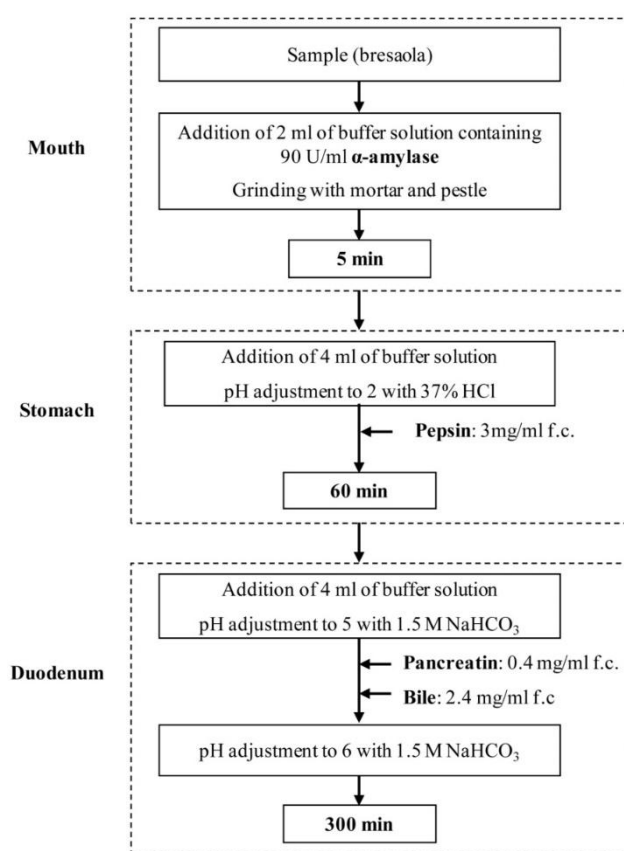 Mouth
Sample (bresaola)
Addition of 2 ml of buffer solution containing
90 U/ml α-amylase
Grinding with mortar and pestle
5 min
Stomach
Addition of 4 ml of buffer solution
pH adjustment to 2 with 37% HCl
Pepsin: 3mg/ml f.c.
60 min
Duodenum
Addition of 4 ml of buffer solution
pH adjustment to 5 with 1.5 M NaHCO₃
Pancreatin: 0.4 mg/ml f.c.
Bile: 2.4 mg/ml f.c
pH adjustment to 6 with 1.5 M NaHCO₃
300 min